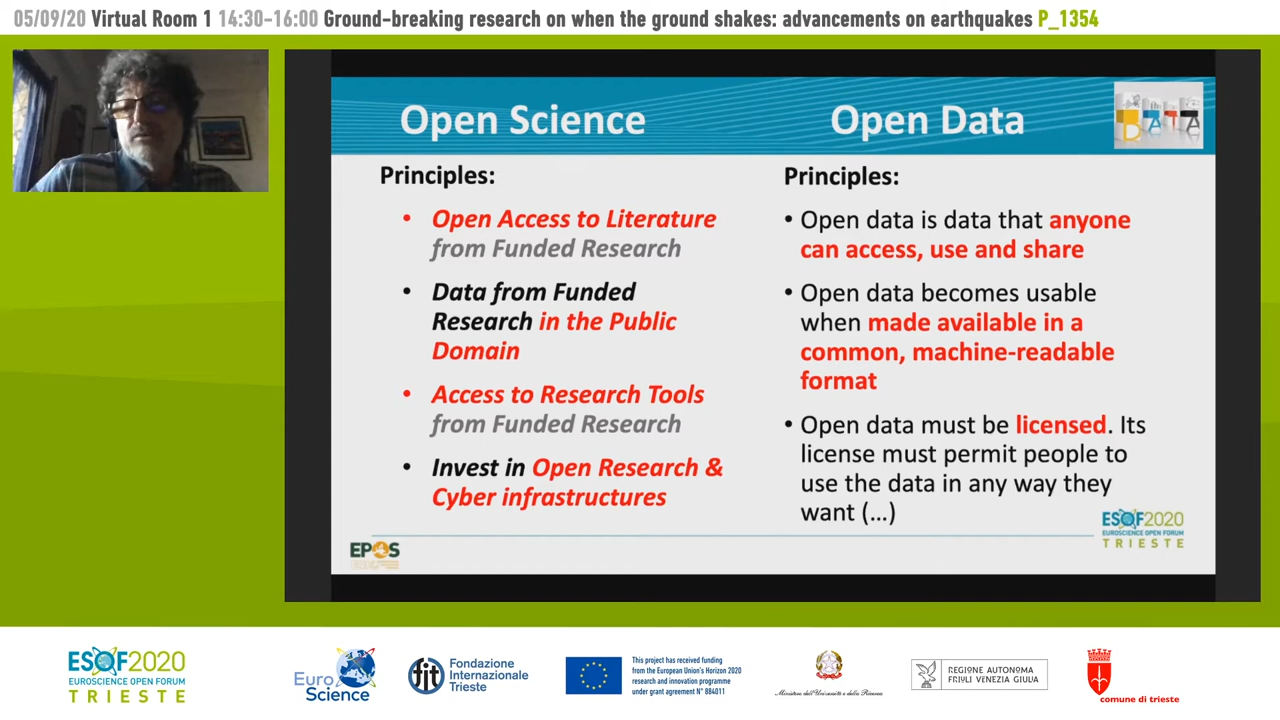 05/09/20 Virtual Room 1 14:30-16:00 Ground-breaking research on when the ground shakes: advancements on earthquakes P_1354
Open Science
Open Data
DATA
Principles:
Open Access to Literature
from Funded Research
Data from Funded
Research in the Public
Domain
Access to Research Tools
from Funded Research
Invest in Open Research &
Cyber infrastructures
Principles:
Open data is data that anyone
can access, use and share
Open data becomes usable
when made available in a
common, machine-readable
format
Open data must be licensed. Its
license must permit people to
use the data in any way they
want (...)
EPOS
ESOF2020
EUROSCIENCE OPEN FORUM
TRIESTE
ESOF2020
EUROSCIENCE OPEN FORUM
TRIESTE
Euro
Science
fit
Fondazione
Internazionale
Trieste
This project has received funding
from the European Union's Horizon 2020
research and innovation programme
under grant agreement N° 884011
Ministero dell'Università e della Ricerca
REGIONE AUTONOMA
FRIULI VENEZIA GIULIA
comune di trieste